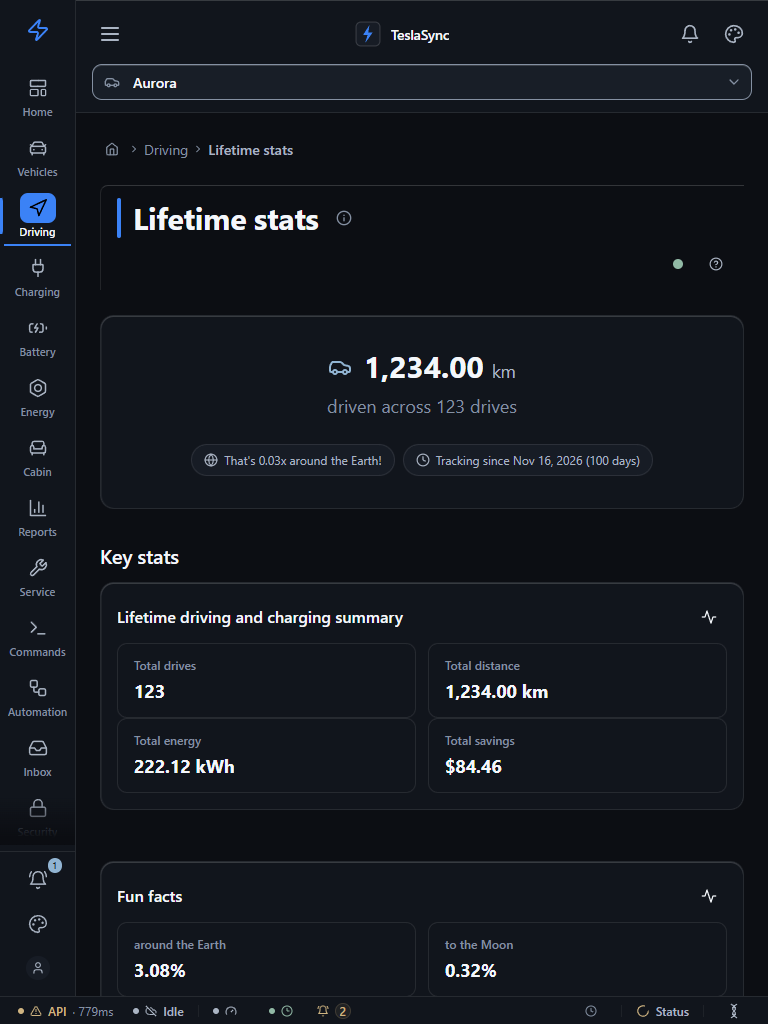 TeslaSync
Aurora
Home
Vehicles
Driving
Charging
Battery
Energy
Cabin
Reports
Service
Commands
Automation
Inbox
Security
1
Driving > Lifetime stats
Lifetime stats
1,234.00 km
driven across 123 drives
That's 0.03x around the Earth!
Tracking since Nov 16, 2026 (100 days)
Key stats
Lifetime driving and charging summary
Total drives
123
Total distance
1,234.00 km
Total energy
222.12 kWh
Total savings
$84.46
Fun facts
around the Earth
3.08%
to the Moon
0.32%
API · 779ms
Idle
2
Status